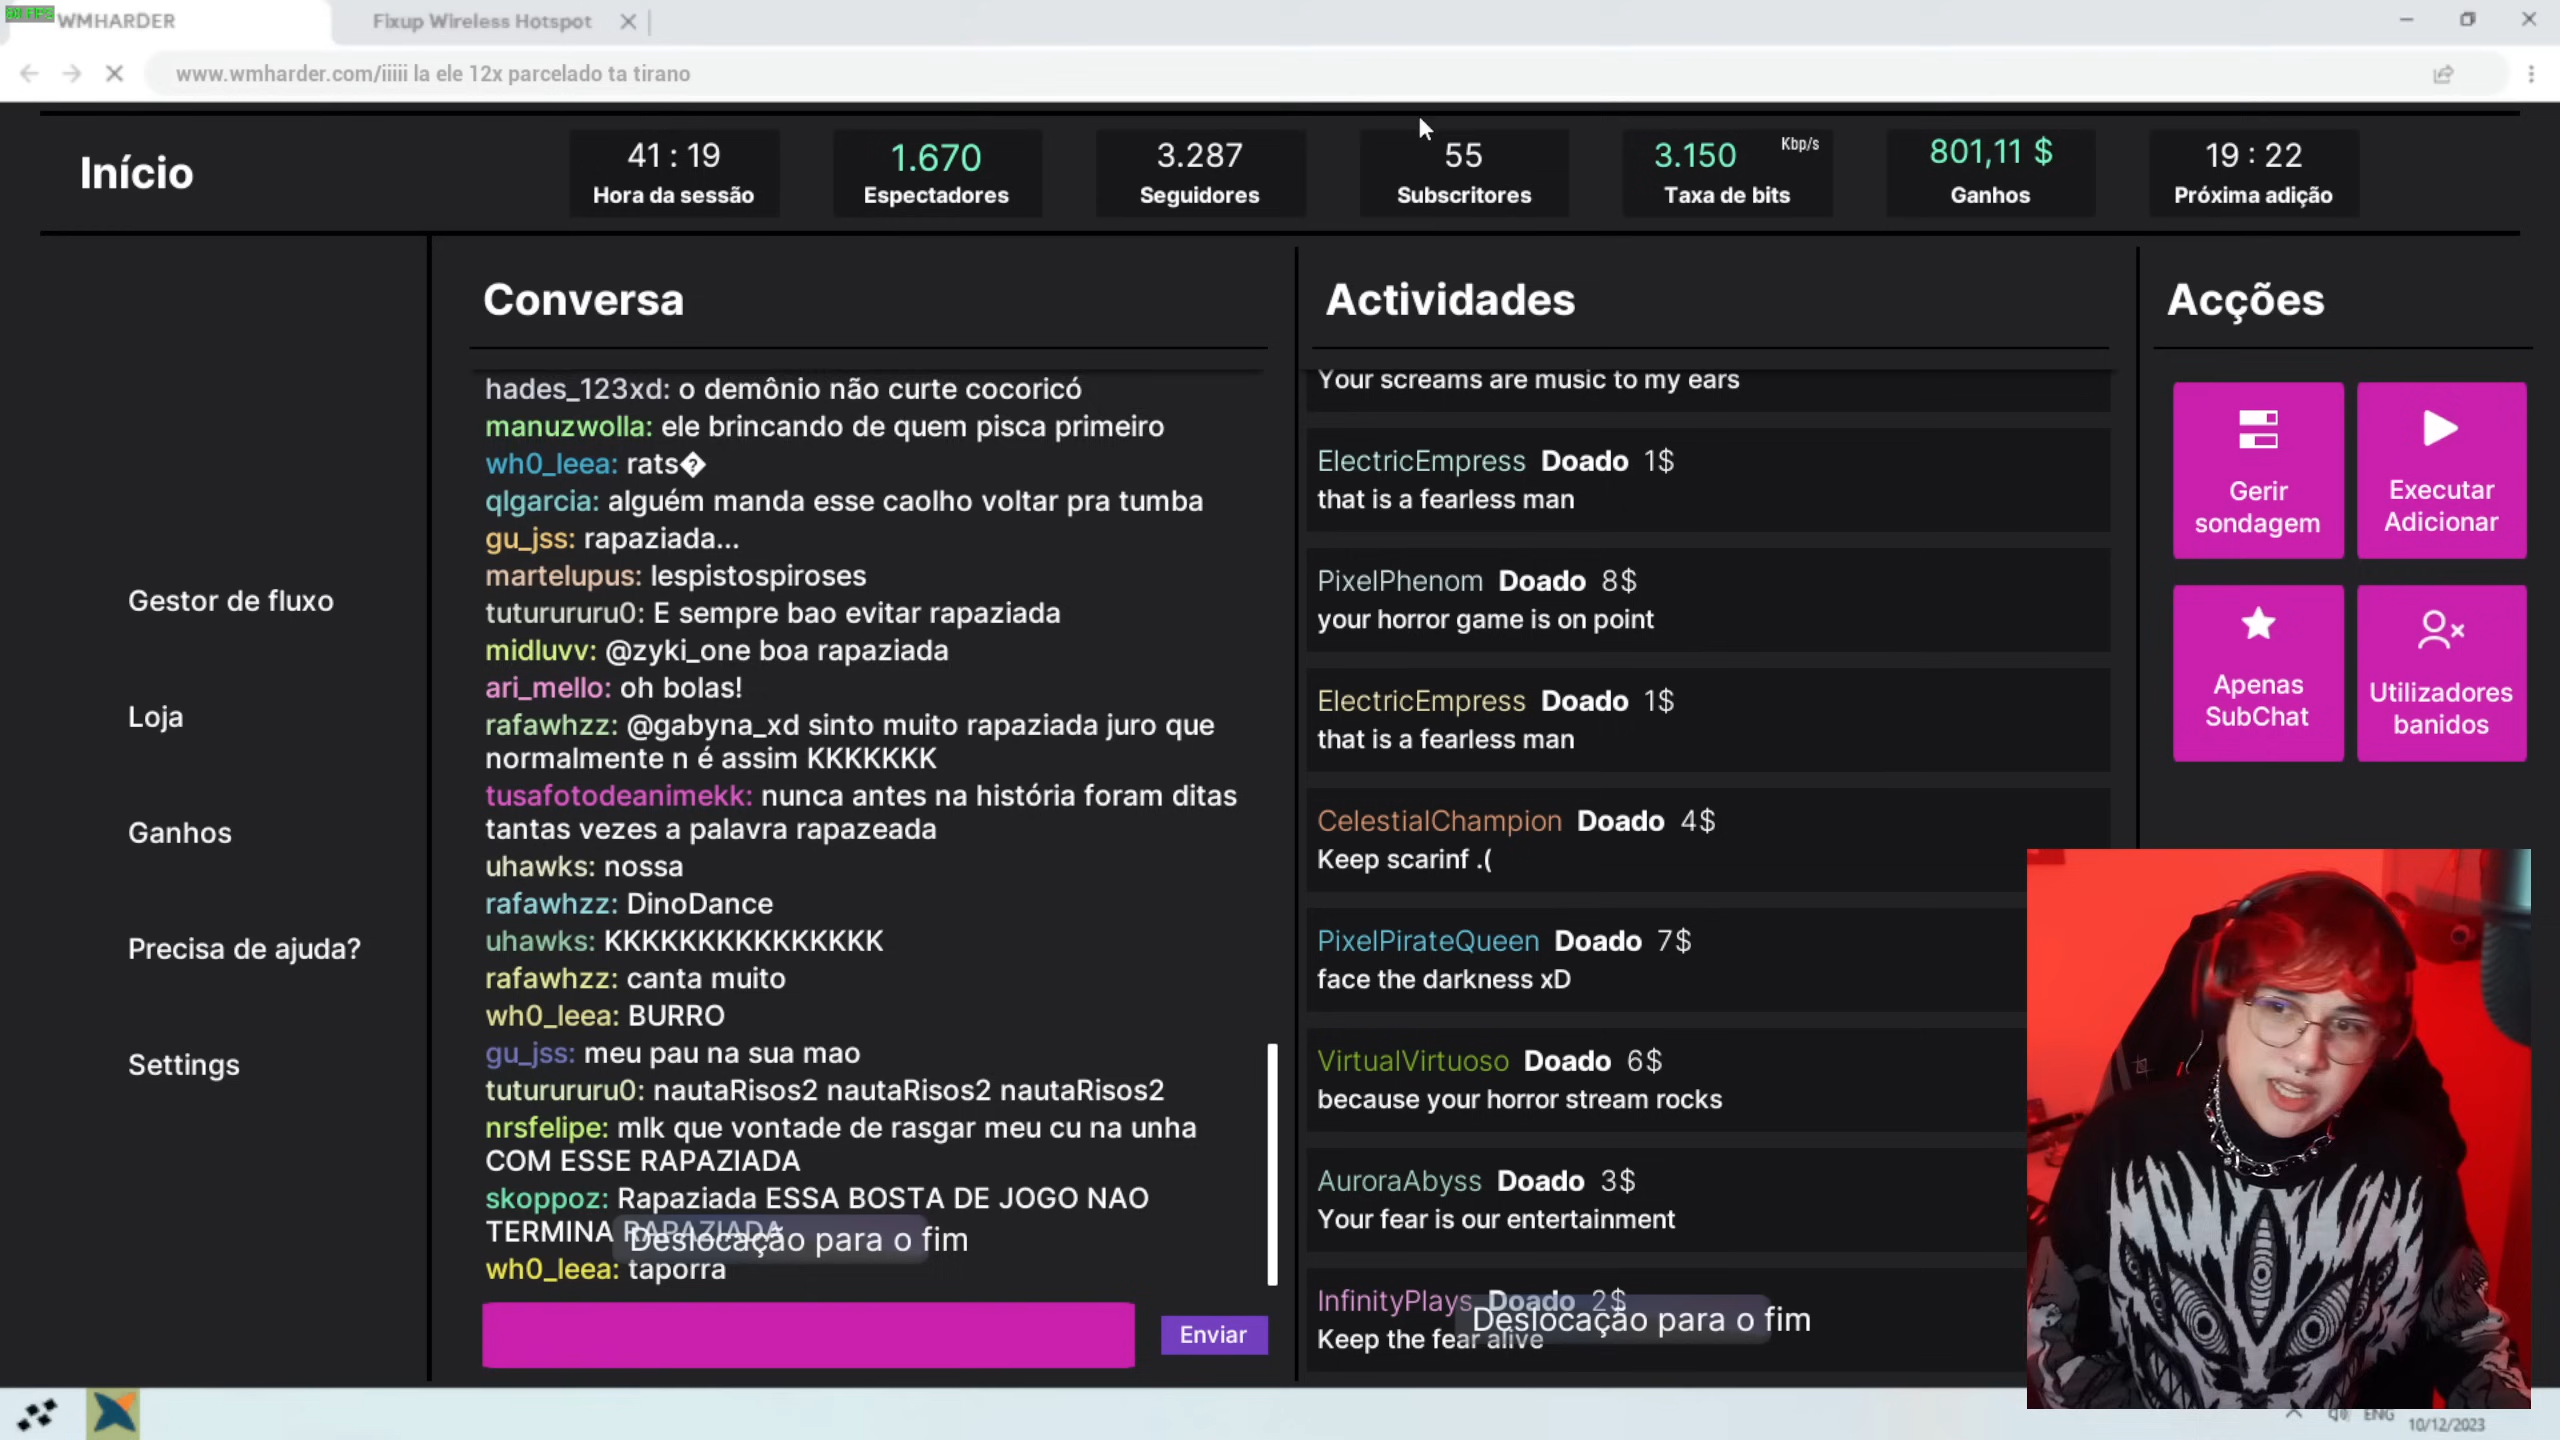 WMHARDER
Fixup Wireless Hotspot
www.wmharder.com/iiiii la ele 12x parcelado ta tirano
Início
41 : 19
Hora da sessão
1.670
Espectadores
3.287
Seguidores
55
Subscritores
3.150 Kbp/s
Taxa de bits
801,11 $
Ganhos
19 : 22
Próxima adição
Gestor de fluxo
Loja
Ganhos
Precisa de ajuda?
Settings
Conversa
hades_123xd: o demônio não curte cocoricó
manuzwolla: ele brincando de quem pisca primeiro
wh0_leea: rats�
qlgarcia: alguém manda esse caolho voltar pra tumba
gu_jss: rapaziada...
martelupus: lespistospiroses
tuturururu0: E sempre bao evitar rapaziada
midluvv: @zyki_one boa rapaziada
ari_mello: oh bolas!
rafawhzz: @gabyna_xd sinto muito rapaziada juro que
normalmente n é assim KKKKKKK
tusafotodeanimekk: nunca antes na história foram ditas
tantas vezes a palavra rapazeada
uhawks: nossa
rafawhzz: DinoDance
uhawks: KKKKKKKKKKKKKKK
rafawhzz: canta muito
wh0_leea: BURRO
gu_jss: meu pau na sua mao
tuturururu0: nautaRisos2 nautaRisos2 nautaRisos2
nrsfelipe: mlk que vontade de rasgar meu cu na unha
COM ESSE RAPAZIADA
skoppoz: Rapaziada ESSA BOSTA DE JOGO NAO
TERMINA RAPAZIADA
Deslocação para o fim
wh0_leea: taporra
Enviar
Actividades
Your screams are music to my ears
ElectricEmpress Doado 1$
that is a fearless man
PixelPhenom Doado 8$
your horror game is on point
ElectricEmpress Doado 1$
that is a fearless man
CelestialChampion Doado 4$
Keep scarinf .(
PixelPirateQueen Doado 7$
face the darkness xD
VirtualVirtuoso Doado 6$
because your horror stream rocks
AuroraAbyss Doado 3$
Your fear is our entertainment
InfinityPlays Doado 2$
Deslocação para o fim
Keep the fear alive
Acções
Gerir
sondagem
Executar
Adicionar
Apenas
SubChat
Utilizadores
banidos
ENG
10/12/2023